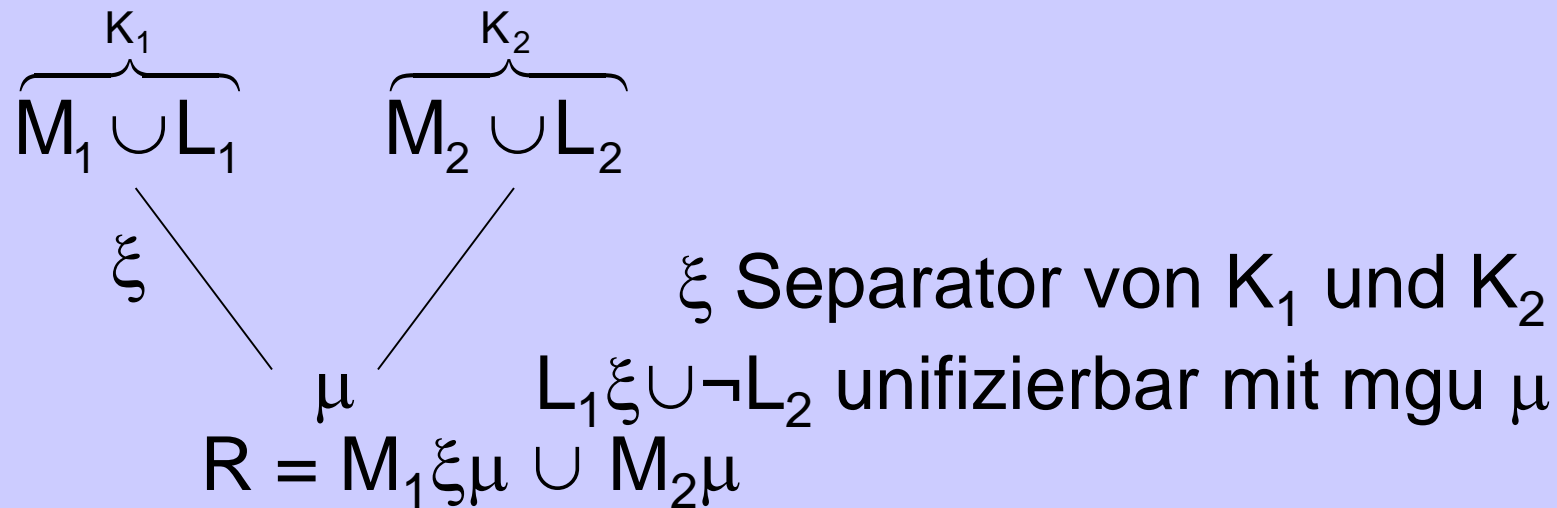 K₁ K₂
M₁ ∪ L₁ M₂ ∪ L₂
ξ
ξ Separator von K₁ und K₂
μ L₁ξ∪¬L₂ unifizierbar mit mgu μ
R = M₁ξμ ∪ M₂μ